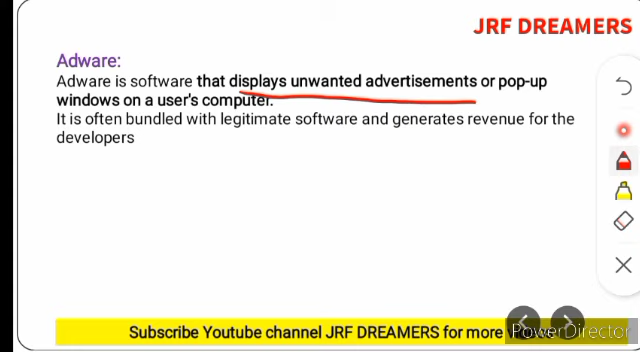 JRF DREAMERS
Adware:
Adware is software that displays unwanted advertisements or pop-up
windows on a user's computer.
It is often bundled with legitimate software and generates revenue for the
developers
Subscribe Youtube channel JRF DREAMERS for more
PowerDirector